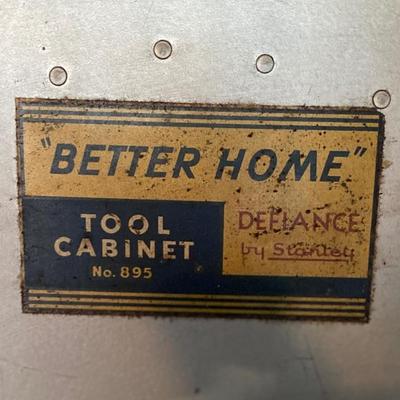 "BETTER HOME"
TOOL
CABINET
No. 895
DEFIANCE
by Stanley